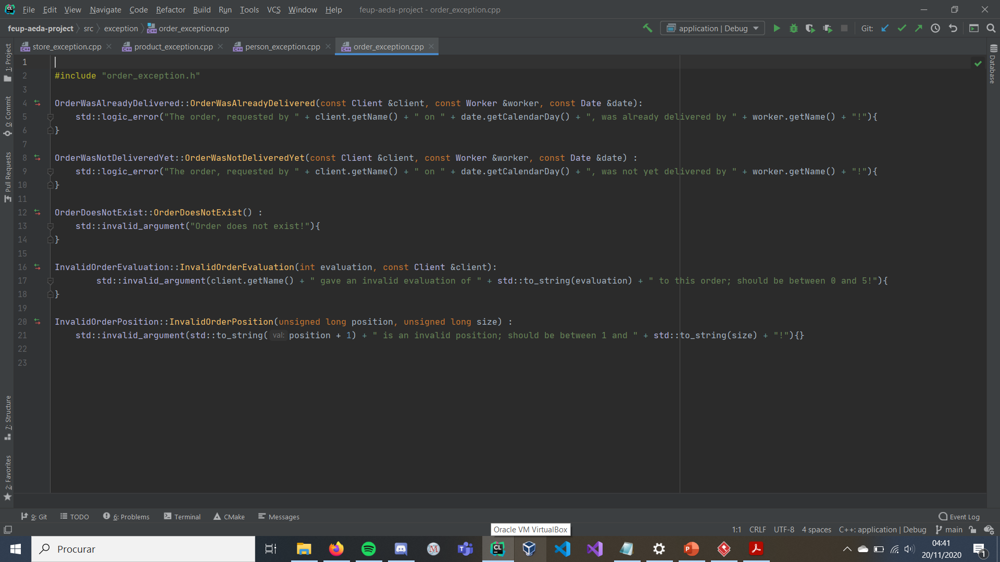 File Edit View Navigate Code Refactor Build Run Tools VCS Window Help feup-aeda-project - order_exception.cpp
feup-aeda-project src exception order_exception.cpp application | Debug Git:
store_exception.cpp product_exception.cpp person_exception.cpp order_exception.cpp
1: Project
0: Commit
Pull Requests
7: Structure
2: Favorites
Database
1
2 #include "order_exception.h"
3
4 OrderWasAlreadyDelivered::OrderWasAlreadyDelivered(const Client &client, const Worker &worker, const Date &date):
5 std::logic_error("The order, requested by " + client.getName() + " on " + date.getCalendarDay() + ", was already delivered by " + worker.getName() + "!"){
6 }
7
8 OrderWasNotDeliveredYet::OrderWasNotDeliveredYet(const Client &client, const Worker &worker, const Date &date) :
9 std::logic_error("The order, requested by " + client.getName() + " on " + date.getCalendarDay() + ", was not yet delivered by " + worker.getName() + "!"){
10 }
11
12 OrderDoesNotExist::OrderDoesNotExist() :
13 std::invalid_argument("Order does not exist!"){
14 }
15
16 InvalidOrderEvaluation::InvalidOrderEvaluation(int evaluation, const Client &client):
17 std::invalid_argument(client.getName() + " gave an invalid evaluation of " + std::to_string(evaluation) + " to this order; should be between 0 and 5!"){
18 }
19
20 InvalidOrderPosition::InvalidOrderPosition(unsigned long position, unsigned long size) :
21 std::invalid_argument(std::to_string( val: position + 1) + " is an invalid position; should be between 1 and " + std::to_string(size) + "!"){}
22
23
9: Git TODO 6: Problems Terminal CMake Messages Event Log
Oracle VM VirtualBox
1:1 CRLF UTF-8 4 spaces C++: application | Debug main
Procurar
04:41
20/11/2020
1